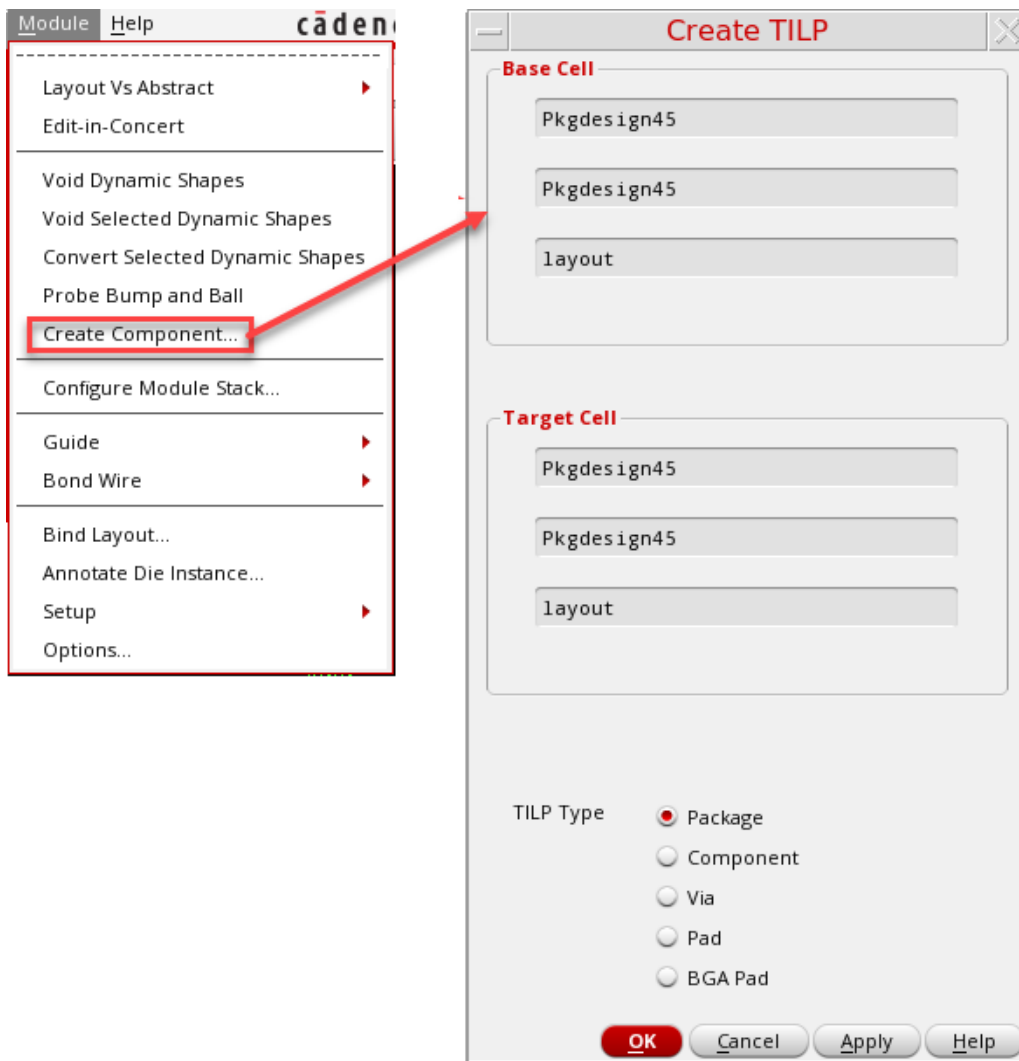 Module Help cāden
Layout Vs Abstract
Edit-in-Concert
Void Dynamic Shapes
Void Selected Dynamic Shapes
Convert Selected Dynamic Shapes
Probe Bump and Ball
Create Component...
Configure Module Stack...
Guide
Bond Wire
Bind Layout...
Annotate Die Instance...
Setup
Options...
Create TILP
Base Cell
Pkgdesign45
Pkgdesign45
layout
Target Cell
Pkgdesign45
Pkgdesign45
layout
TILP Type
Package
Component
Via
Pad
BGA Pad
OK Cancel Apply Help